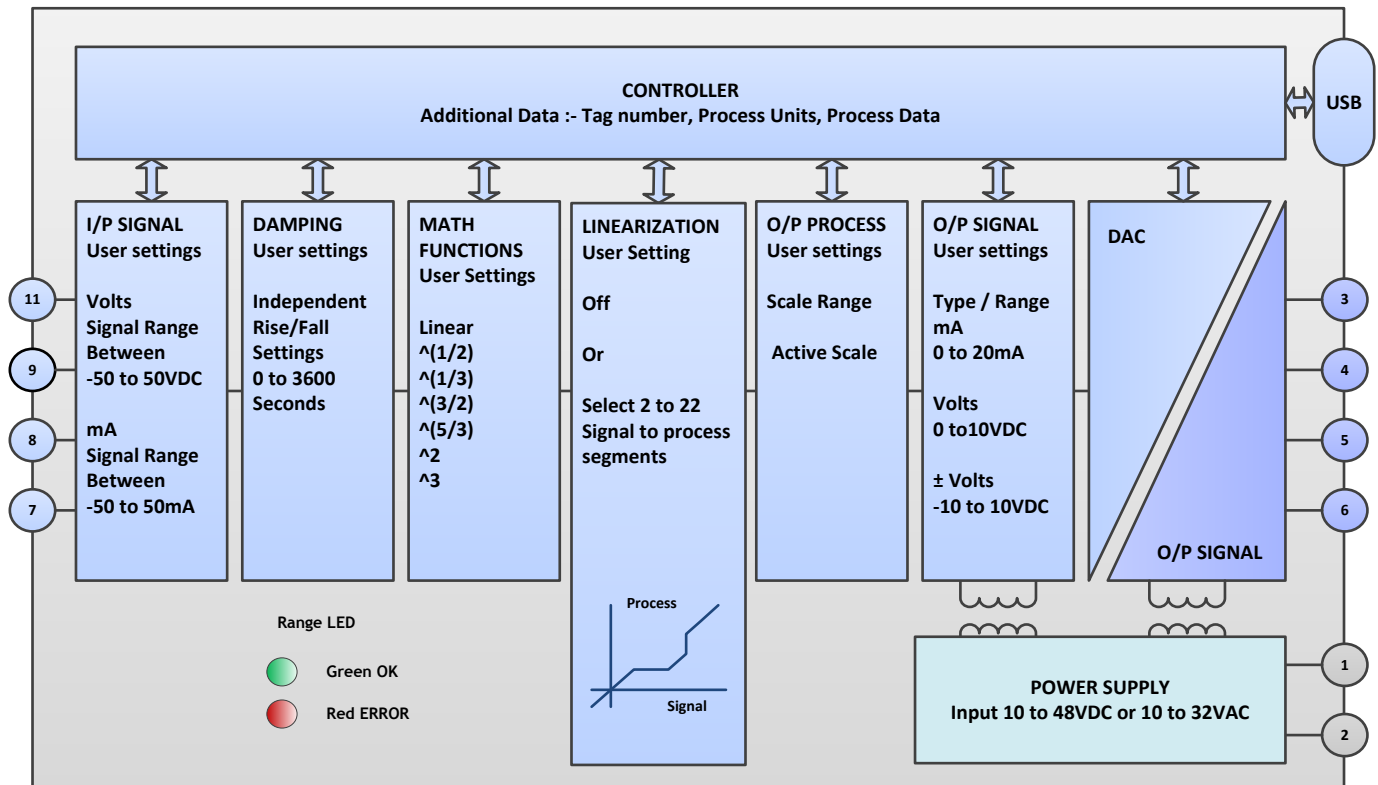 CONTROLLER
Additional Data :- Tag number, Process Units, Process Data
USB
I/P SIGNAL
User settings
Volts
Signal Range
Between
-50 to 50VDC
mA
Signal Range
Between
-50 to 50mA
DAMPING
User settings
Independent
Rise/Fall
Settings
0 to 3600
Seconds
MATH
FUNCTIONS
User Settings
Linear
^(1/2)
^(1/3)
^(3/2)
^(5/3)
^2
^3
LINEARIZATION
User Setting
Off
Or
Select 2 to 22
Signal to process
segments
Process
Signal
O/P PROCESS
User settings
Scale Range
Active Scale
O/P SIGNAL
User settings
Type / Range
mA
0 to 20mA
Volts
0 to10VDC
± Volts
-10 to 10VDC
DAC
O/P SIGNAL
11
9
8
7
3
4
5
6
Range LED
Green OK
Red ERROR
POWER SUPPLY
Input 10 to 48VDC or 10 to 32VAC
1
2